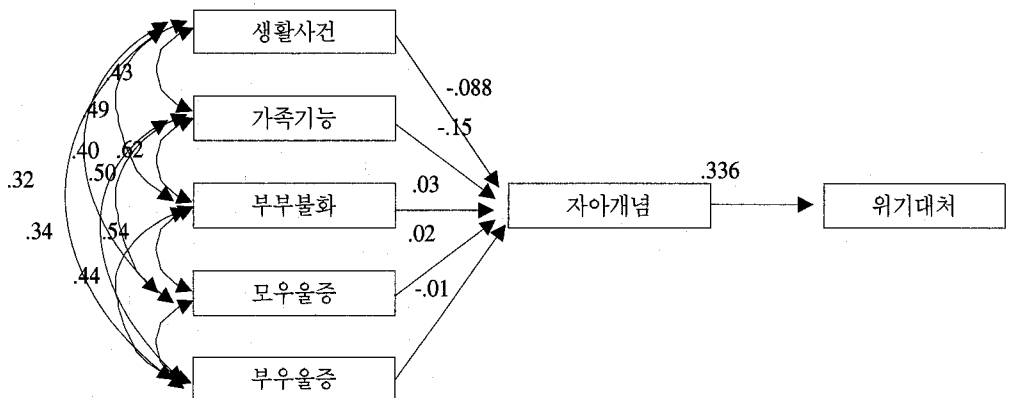 생활사건
.43
-.088
.49
가족기능
-.15
.40
.62
.50
.32
.03
.336
부부불화
자아개념
위기대처
.02
.34
.54
.44
모우울증
-.01
부우울증